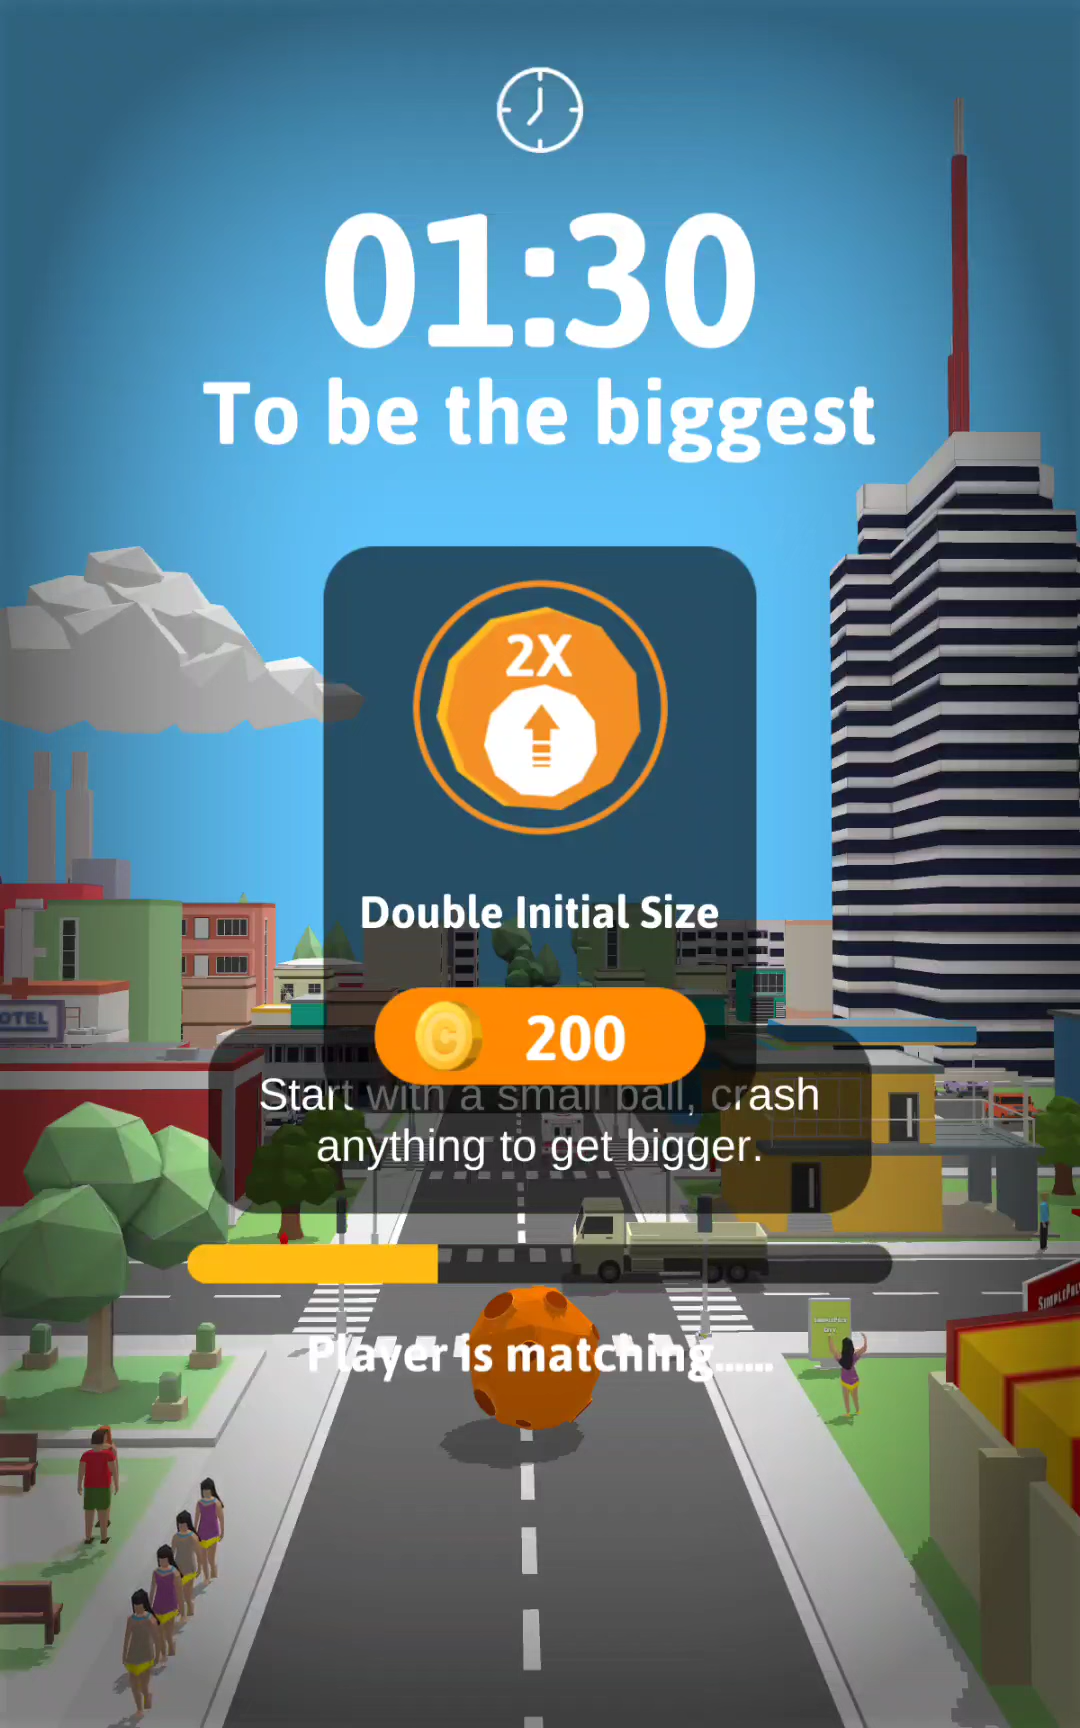 01:30
To be the biggest
2X
Double Initial Size
C 200
Start with a small ball, crash
anything to get bigger.
OTEL
Player is matching......